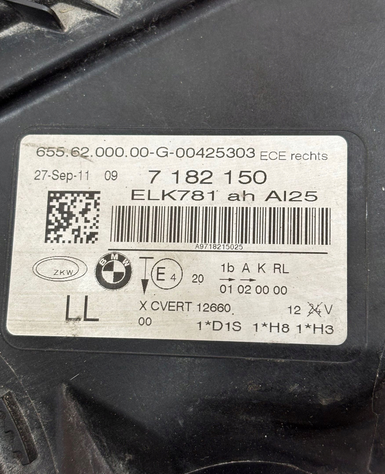 655.62.000.00-G-00425303 ECE rechts
27-Sep-11 09 7 182 150
ELK781 ah AI25
A9718215025
ZKW BMW E4 20 1b A K RL
01 02 00 00
LL X CVERT 12660 12 24 V
00 1*D1S 1*H8 1*H3